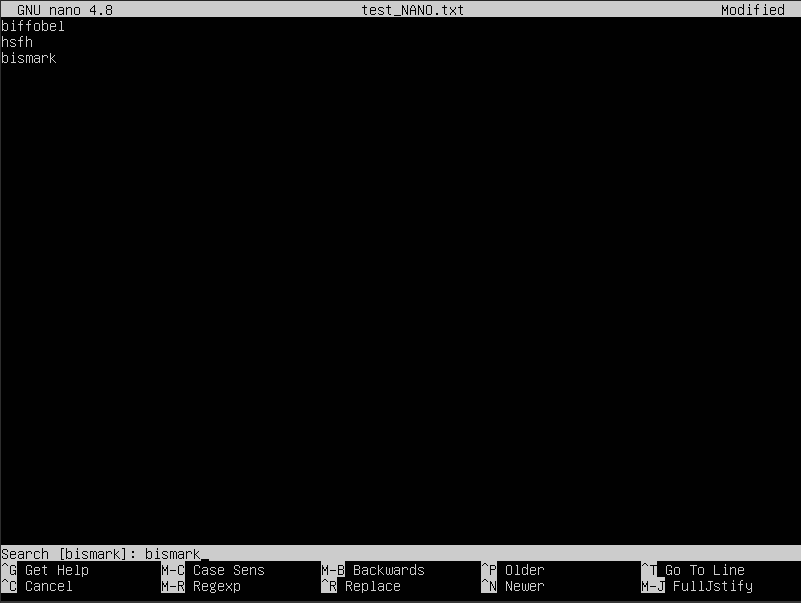 GNU nano 4.8 test_NANO.txt Modified
biffobel
hsfh
bismark
Search [bismark]: bismark_
^G Get Help M-C Case Sens M-B Backwards ^P Older ^T Go To Line
^C Cancel M-R Regexp ^R Replace ^N Newer M-J FullJstify